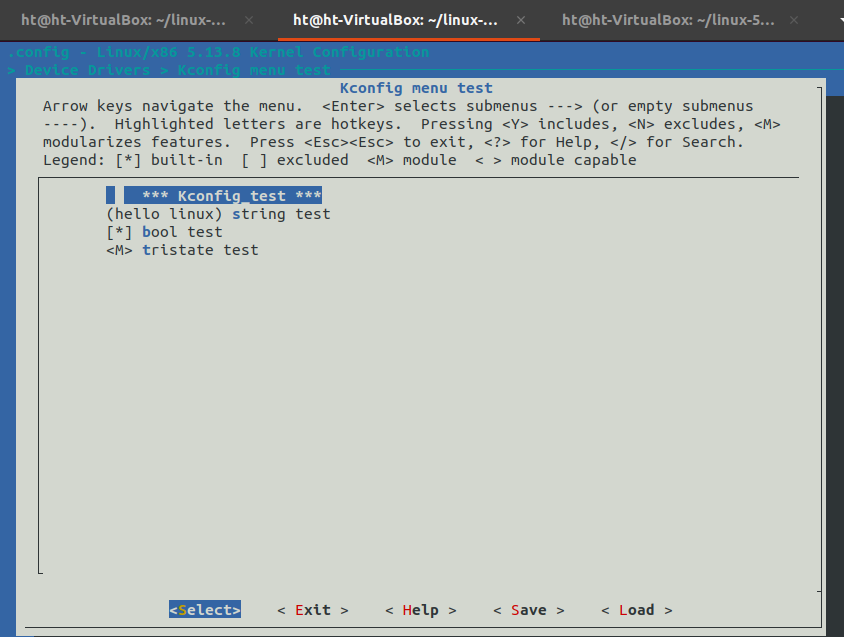 ht@ht-VirtualBox: ~/linux-... × ht@ht-VirtualBox: ~/linux-... × ht@ht-VirtualBox: ~/linux-5... ×
.config - Linux/x86 5.13.8 Kernel Configuration
> Device Drivers > Kconfig menu test
Kconfig menu test
Arrow keys navigate the menu.  <Enter> selects submenus ---> (or empty submenus
----).  Highlighted letters are hotkeys.  Pressing <Y> includes, <N> excludes, <M>
modularizes features.  Press <Esc><Esc> to exit, <?> for Help, </> for Search.
Legend: [*] built-in  [ ] excluded  <M> module  < > module capable
*** Kconfig test ***
(hello linux) string test
[*] bool test
<M> tristate test
<Select>    < Exit >    < Help >    < Save >    < Load >